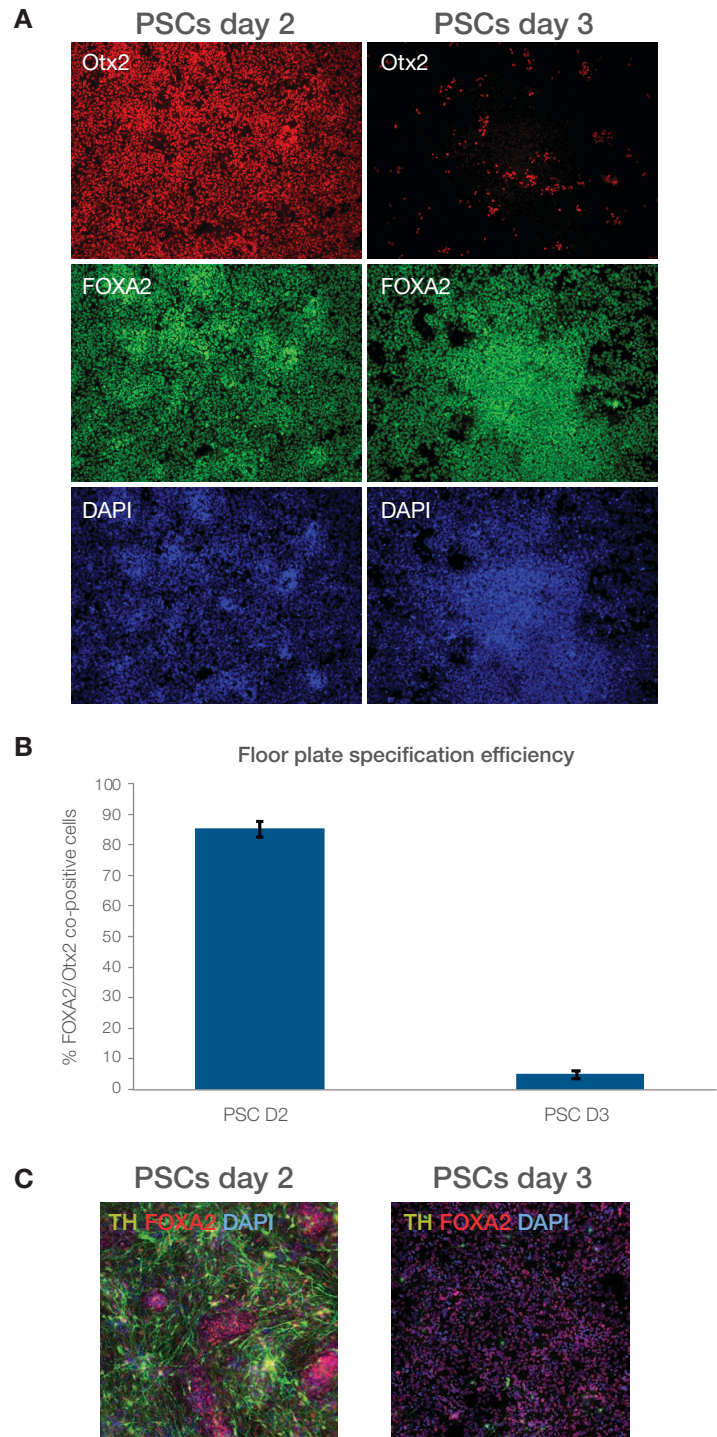 A
PSCs day 2
PSCs day 3
Otx2
Otx2
FOXA2
FOXA2
DAPI
DAPI
B
Floor plate specification efficiency
% FOXA2/Otx2 co-positive cells
100
90
80
70
60
50
40
30
20
10
0
PSC D2
PSC D3
C
PSCs day 2
PSCs day 3
TH FOXA2 DAPI
TH FOXA2 DAPI